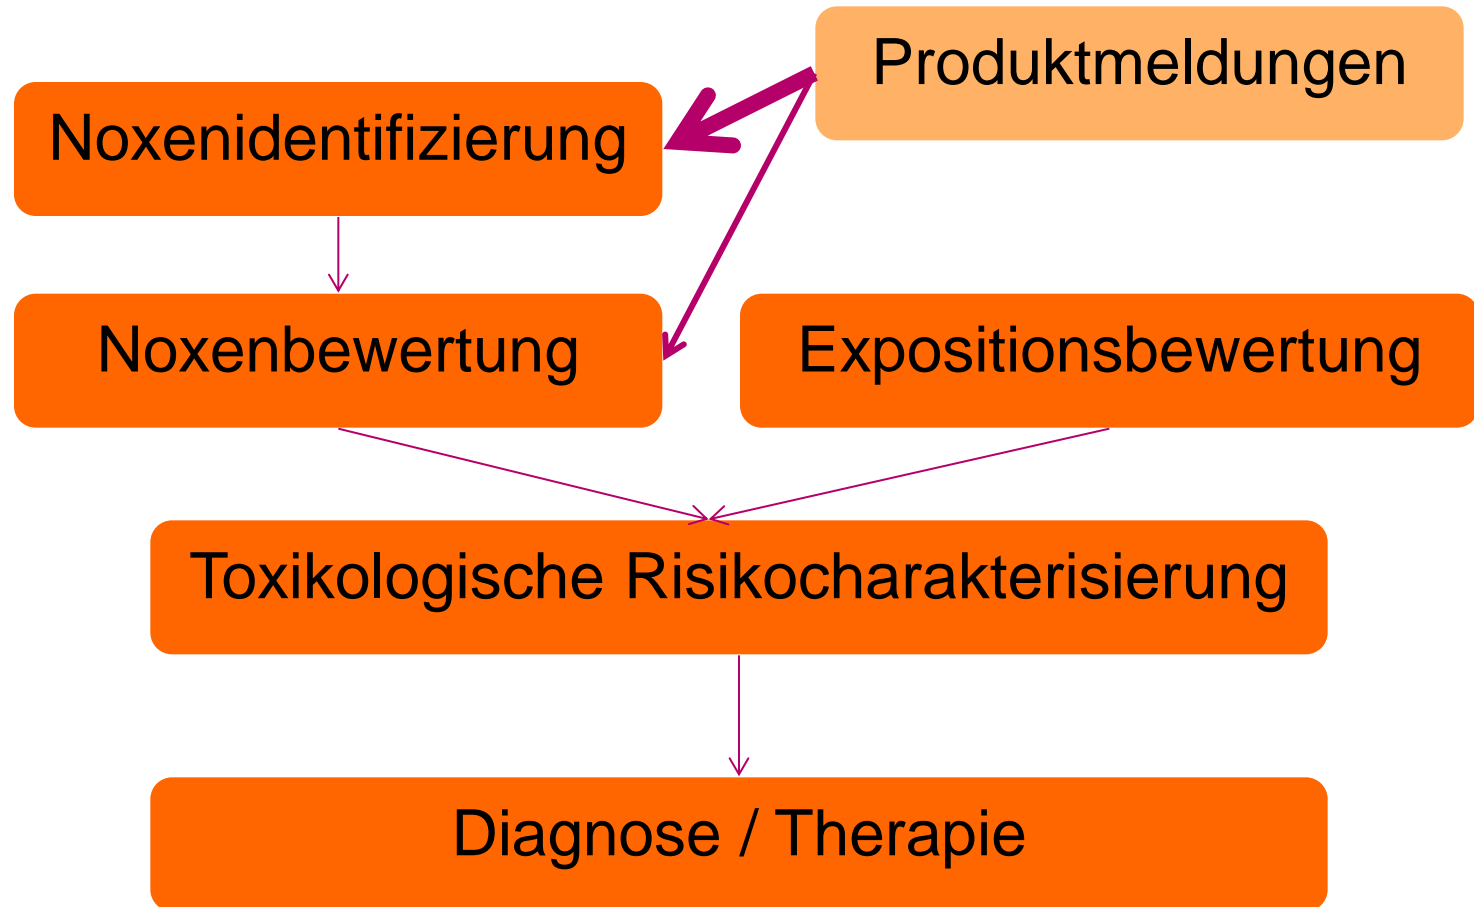 Produktmeldungen
Noxenidentifizierung
Noxenbewertung
Expositionsbewertung
Toxikologische Risikocharakterisierung
Diagnose / Therapie